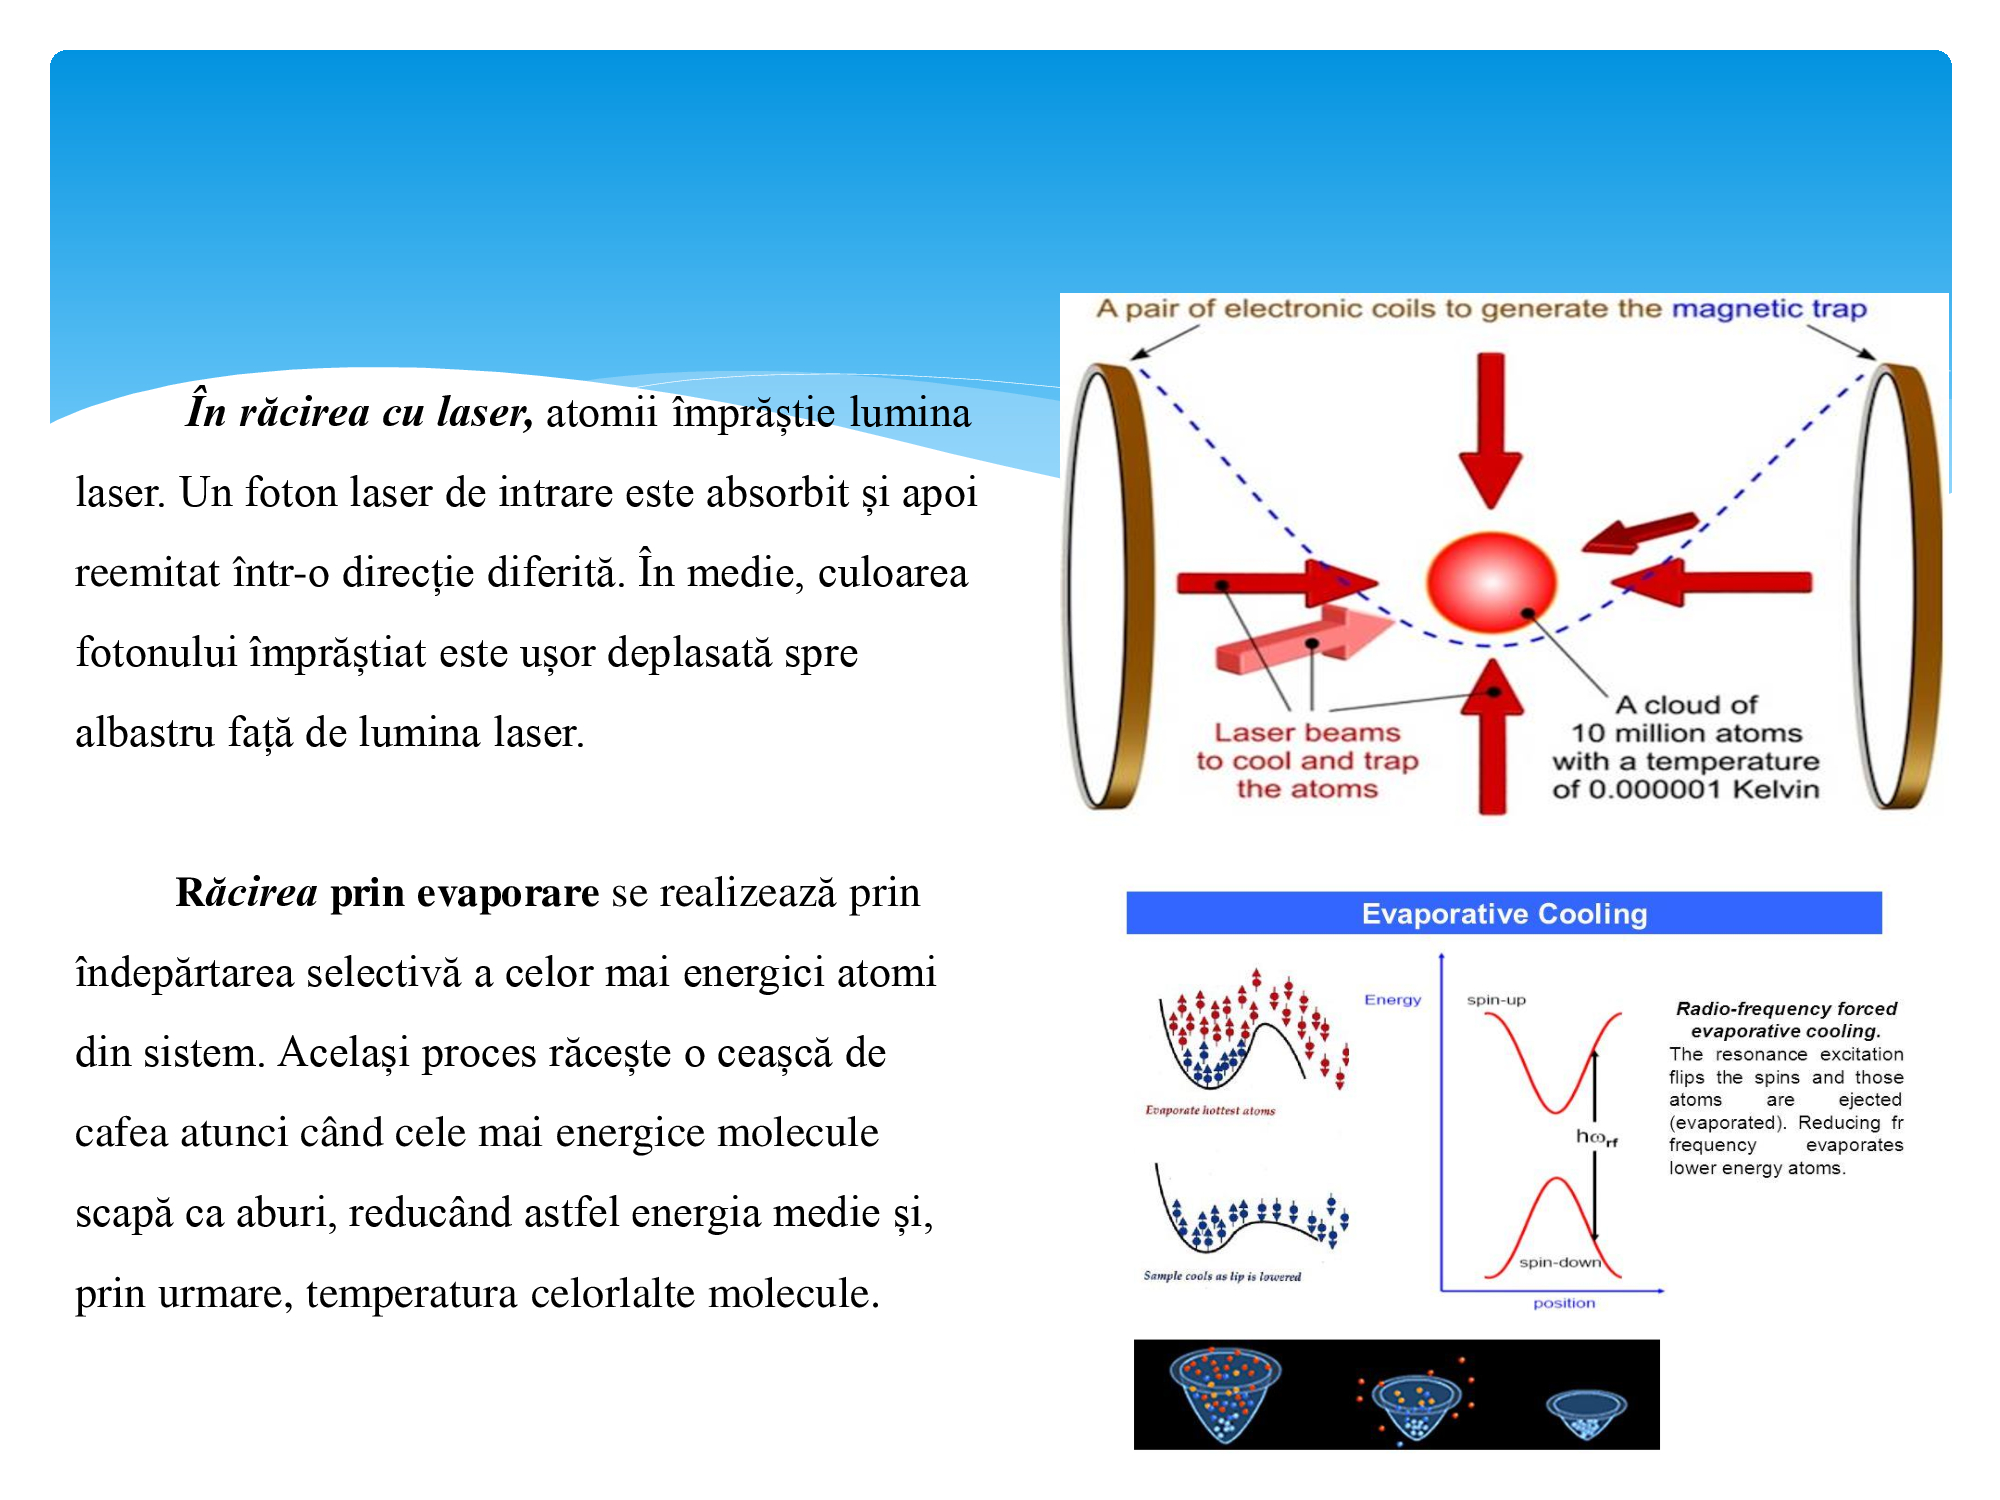 În răcirea cu laser, atomii împrăștie lumina
laser. Un foton laser de intrare este absorbit și apoi
reemitat într-o direcție diferită. În medie, culoarea
fotonului împrăștiat este ușor deplasată spre
albastru față de lumina laser.
Răcirea prin evaporare se realizează prin
îndepărtarea selectivă a celor mai energici atomi
din sistem. Același proces răcește o ceașcă de
cafea atunci când cele mai energice molecule
scapă ca aburi, reducând astfel energia medie și,
prin urmare, temperatura celorlalte molecule.
A pair of electronic coils to generate the magnetic trap
Laser beams
to cool and trap
the atoms
A cloud of
10 million atoms
with a temperature
of 0.000001 Kelvin
Evaporative Cooling
Evaporate hottest atoms
Sample cools as lip is lowered
Energy
spin-up
hωrf
spin-down
position
Radio-frequency forced
evaporative cooling.
The resonance excitation
flips the spins and those
atoms are ejected
(evaporated). Reducing fr
frequency evaporates
lower energy atoms.